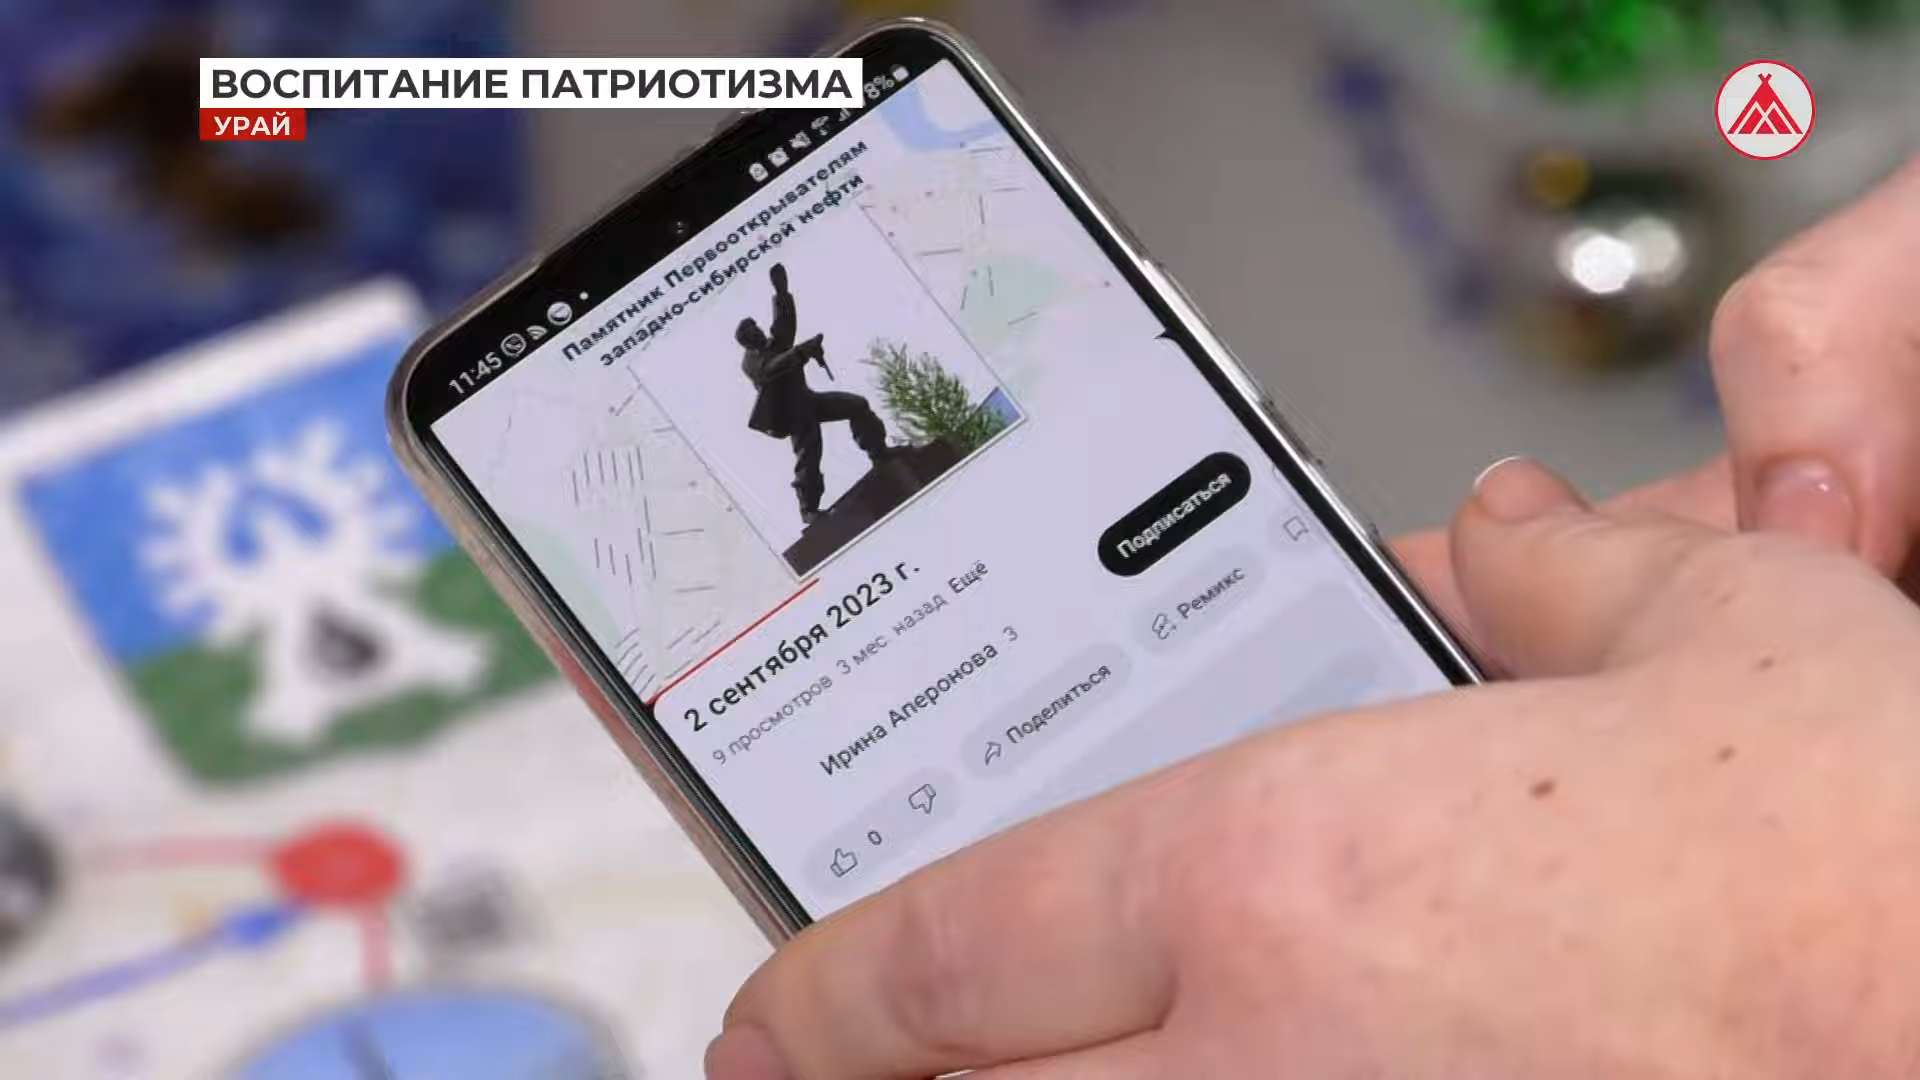 ВОСПИТАНИЕ ПАТРИОТИЗМА
УРАЙ
8%
11:45
Памятник Первооткрывателям
западно-сибирской нефти
2 сентября 2023 г.
9 просмотров 3 мес. назад Ещё
Ирина Аперонова 3
Подписаться
0
Поделиться
Ремикс